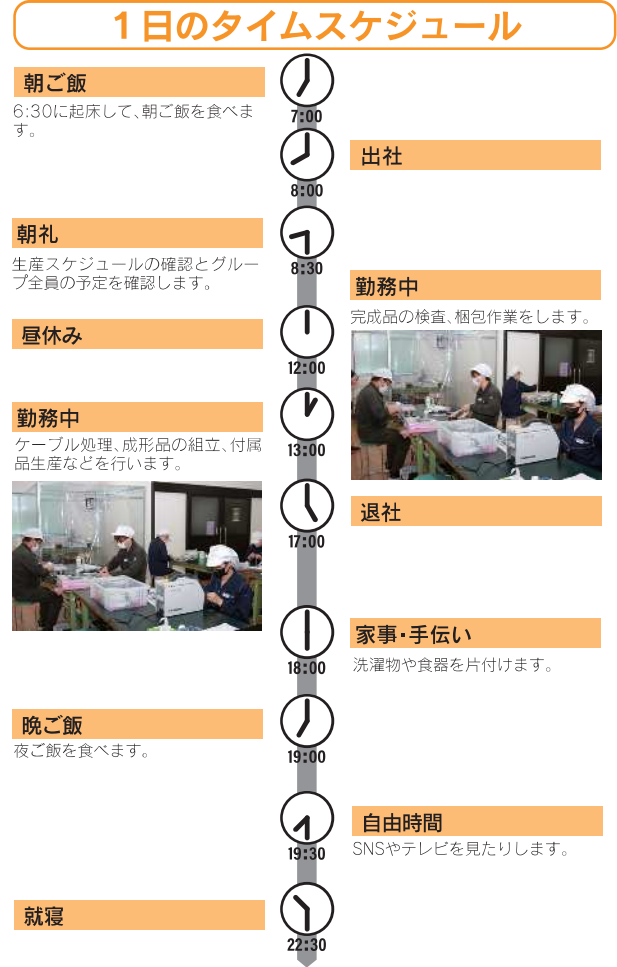 1日のタイムスケジュール
朝ご飯
6:30に起床して、朝ご飯を食べま
す。
7:00
出社
8:00
朝礼
生産スケジュールの確認とグルー
プ全員の予定を確認します。
8:30
勤務中
完成品の検査、梱包作業をします。
昼休み
12:00
勤務中
ケーブル処理、成形品の組立、付属
品生産などを行います。
13:00
退社
17:00
家事・手伝い
洗濯物や食器を片付けます。
18:00
晩ご飯
夜ご飯を食べます。
19:00
自由時間
SNSやテレビを見たりします。
19:30
就寝
22:30